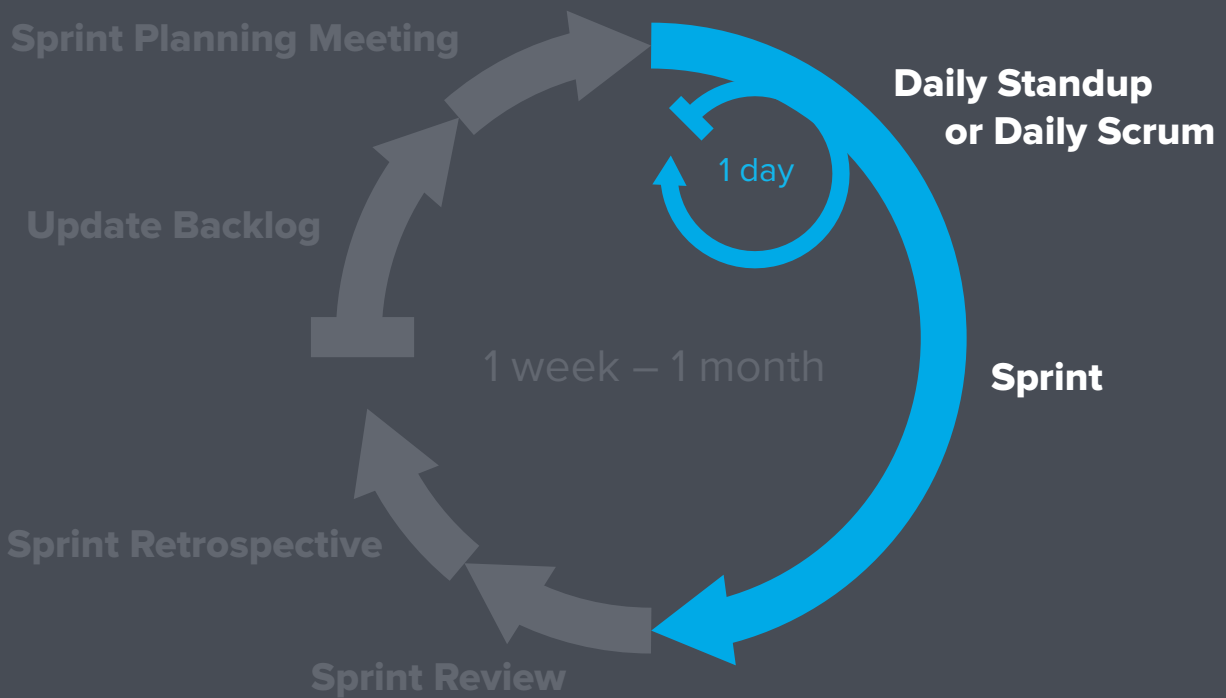 Sprint Planning Meeting
Daily Standup
or Daily Scrum
1 day
Update Backlog
1 week – 1 month
Sprint
Sprint Retrospective
Sprint Review